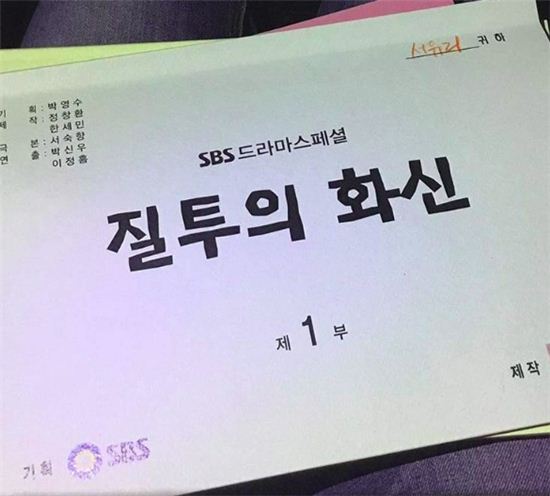 서유리 귀하
기 획 : 박영수
제 작 : 정창환
한세민
극 본 : 서숙향
연 출 : 박신우
이정흠
SBS 드라마스페셜
질투의 화신
제 1 부
제작
기획 SBS